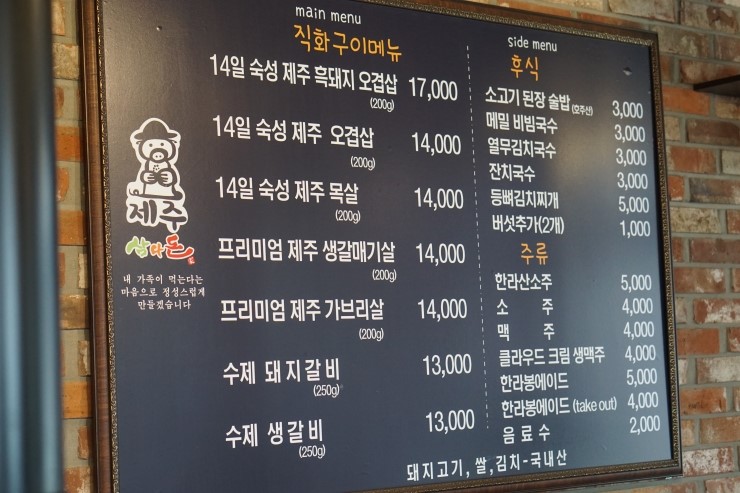 main menu
직화구이메뉴
14일 숙성 제주 흑돼지 오겹살 17,000
(200g)
14일 숙성 제주 오겹살 14,000
(200g)
14일 숙성 제주 목살 14,000
(200g)
프리미엄 제주 생갈매기살 14,000
(200g)
프리미엄 제주 가브리살 14,000
(200g)
수제 돼지갈비 13,000
(250g)
수제 생갈비 13,000
(250g)
side menu
후식
소고기 된장 술밥 (호주산) 3,000
메밀 비빔국수 3,000
열무김치국수 3,000
잔치국수 3,000
등뼈김치찌개 5,000
버섯추가(2개) 1,000
주류
한라산소주 5,000
소 주 4,000
맥 주 4,000
클라우드 크림 생맥주 4,000
한라봉에이드 5,000
한라봉에이드 (take out) 4,000
음 료 수 2,000
돼지고기, 쌀, 김치-국내산
제주
삼다돈
내 가족이 먹는다는
마음으로 정성스럽게
만들겠습니다